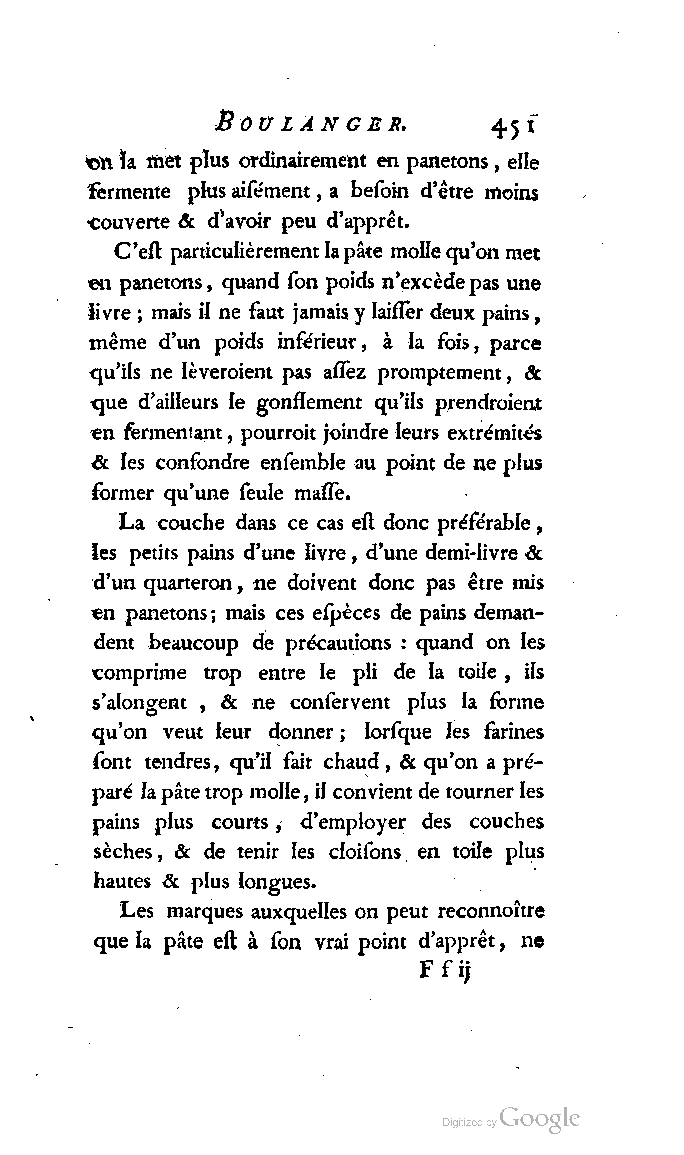 BOULANGER. 451
on la met plus ordinairement en panetons, elle
fermente plus aisément, a besoin d'être moins
couverte & d'avoir peu d'apprêt.
C'est particulièrement la pâte molle qu'on met
en panetons, quand son poids n'excède pas une
livre; mais il ne faut jamais y laisser deux pains,
même d'un poids inférieur, à la fois, parce
qu'ils ne lèveroient pas assez promptement, &
que d'ailleurs le gonflement qu'ils prendroient
en fermentant, pourroit joindre leurs extrémités
& les confondre ensemble au point de ne plus
former qu'une seule masse.
La couche dans ce cas est donc préférable,
les petits pains d'une livre, d'une demi-livre &
d'un quarteron, ne doivent donc pas être mis
en panetons; mais ces espèces de pains deman-
dent beaucoup de précautions : quand on les
comprime trop entre le pli de la toile, ils
s'alongent, & ne conservent plus la forme
qu'on veut leur donner; lorsque les farines
sont tendres, qu'il fait chaud, & qu'on a pré-
paré la pâte trop molle, il convient de tourner les
pains plus courts, d'employer des couches
sèches, & de tenir les cloisons en toile plus
hautes & plus longues.
Les marques auxquelles on peut reconnoître
que la pâte est à son vrai point d'apprêt, ne
F f ij
Digitized by Google